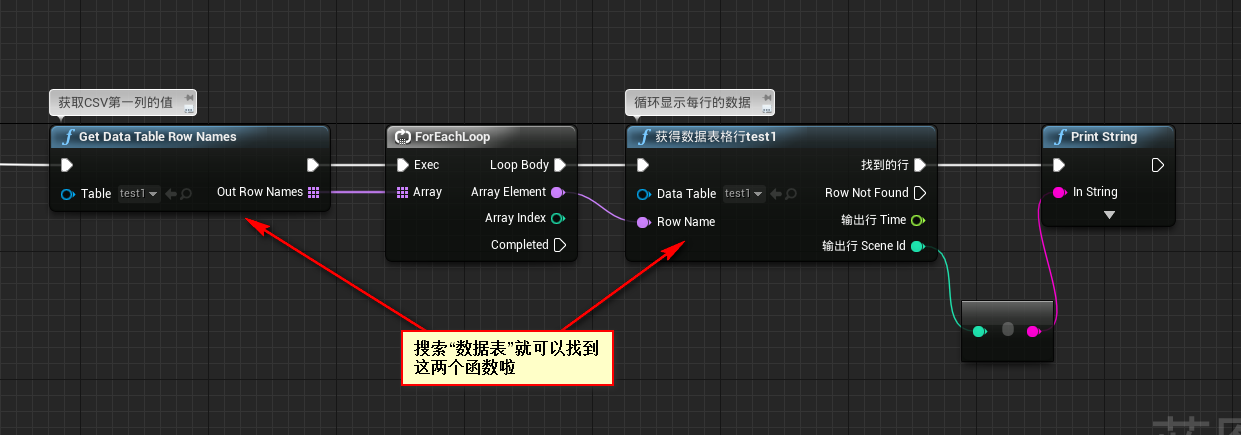 获取CSV第一列的值
循环显示每行的数据
Get Data Table Row Names
ForEachLoop
获得数据表格行test1
Print String
Exec
Loop Body
找到的行
Table
test1
Out Row Names
Array
Array Element
Data Table
test1
Row Not Found
In String
Array Index
Row Name
输出行 Time
Completed
输出行 Scene Id
搜索“数据表”就可以找到
这两个函数啦